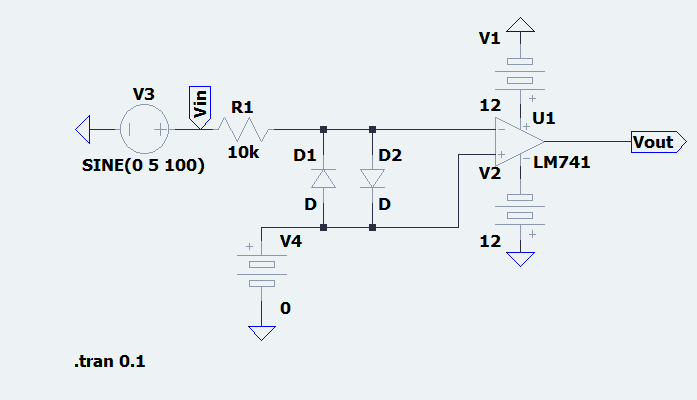 V1
V3
Vin
R1
12
U1
10k
D1
D2
SINE(0 5 100)
V2
LM741
Vout
D
D
V4
12
0
.tran 0.1